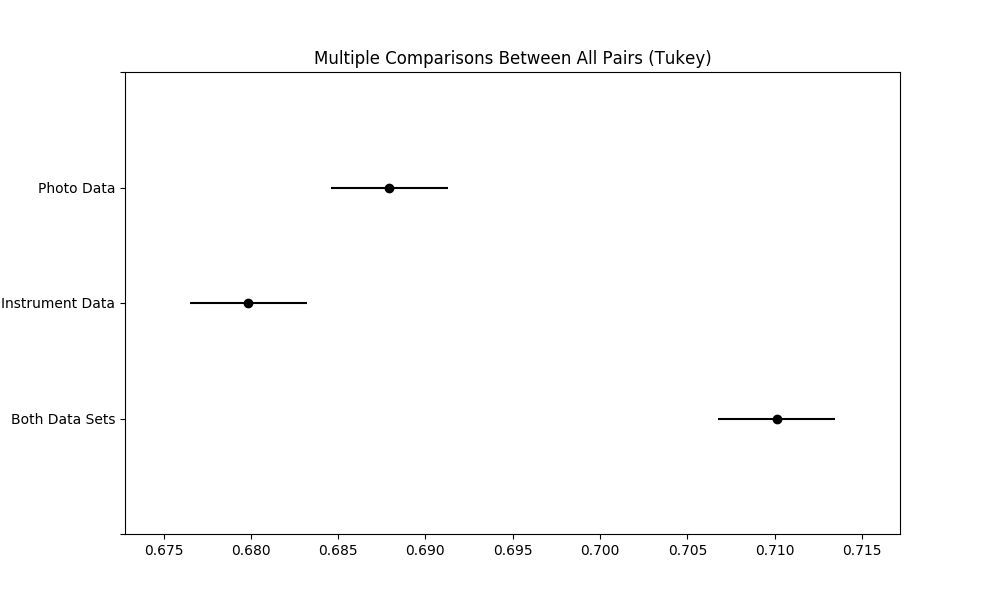 Multiple Comparisons Between All Pairs (Tukey)
Photo Data
Instrument Data
Both Data Sets
0.675 0.680 0.685 0.690 0.695 0.700 0.705 0.710 0.715